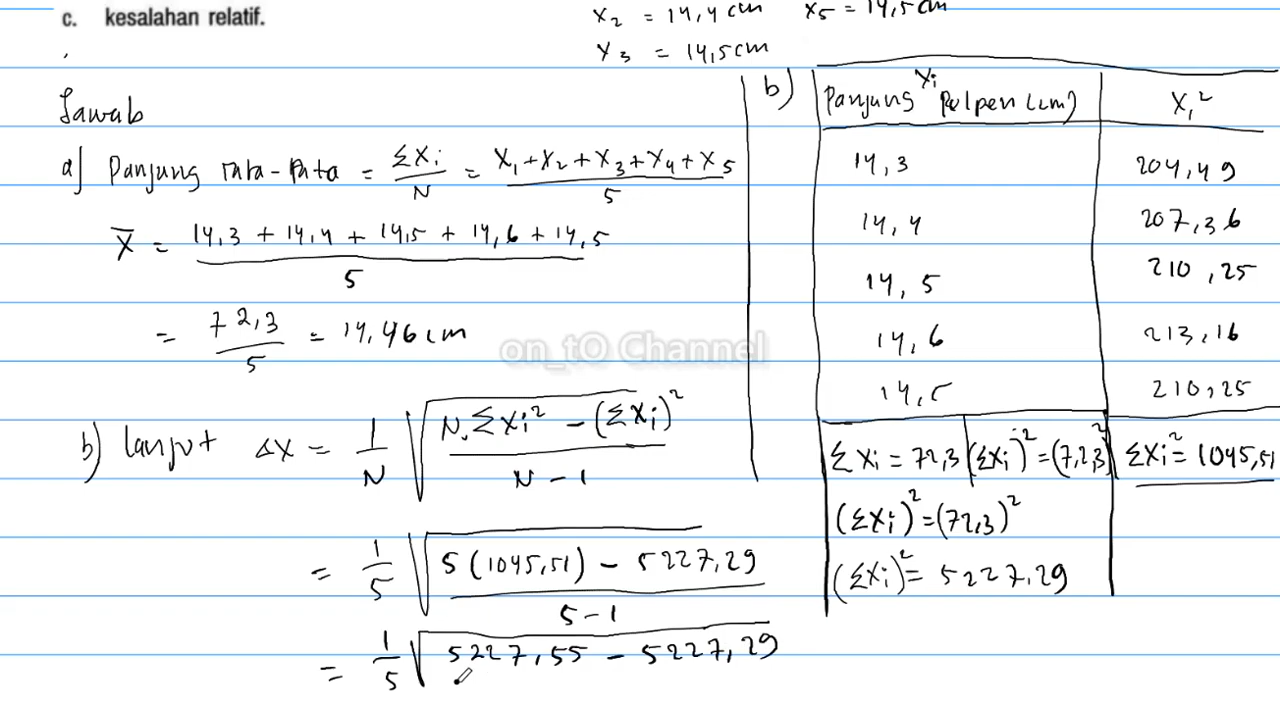 c. kesalahan relatif.
x₂ = 14,4 cm x₅ = 14,5 cm
x₃ = 14,5 cm
Jawab
a) Panjang rata-rata = ΣXi/N = (X₁ + X₂ + X₃ + X₄ + X₅)/5
X̄ = (14,3 + 14,4 + 14,5 + 14,6 + 14,5)/5
= 72,3/5 = 14,46 cm
on_tO Channel
b) lanjut ΔX = 1/N √((N.ΣXi² - (ΣXi)²)/(N - 1))
= 1/5 √((5(1045,51) - 5227,29)/(5 - 1))
= 1/5 √(5227,55 - 5227,29)
b) Panjang Xi Pulpen (cm) | Xi²
14,3 204,49
14,4 207,36
14,5 210,25
14,6 213,16
14,5 210,25
ΣXi = 72,3 | (ΣXi)² = (7,2,3)² | ΣXi² = 1045,51
(ΣXi)² = (72,3)²
(ΣXi)² = 5227,29